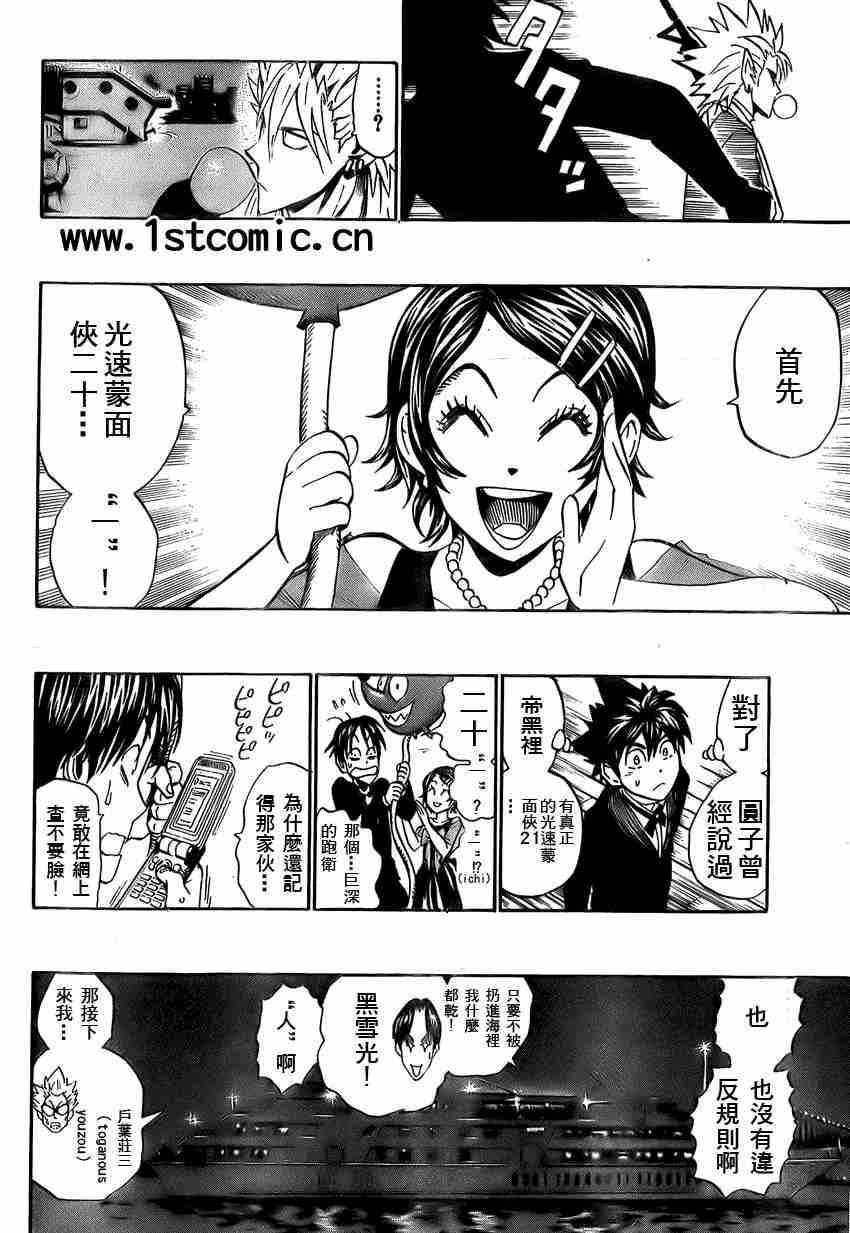 タタッ
……?
www.1stcomic.cn
首先
光速蒙面
俠二十…
“一”!
對了
圓子曾
經說過
帝黑裡
有真正
的光速蒙
面俠21
…
二十“一”?“一”!?
(ichi)
那個…巨深
的跑衛
為什麼還記
得那家伙…
ピピピピッ
竟敢在網上
查不要臉!
也
也沒有違
反規則啊
只要不被
扔進海裡
我什麼
都乾!
黑雪光!
“人”啊
那接下
來我…
戶葉莊三
(toganous
youzou)